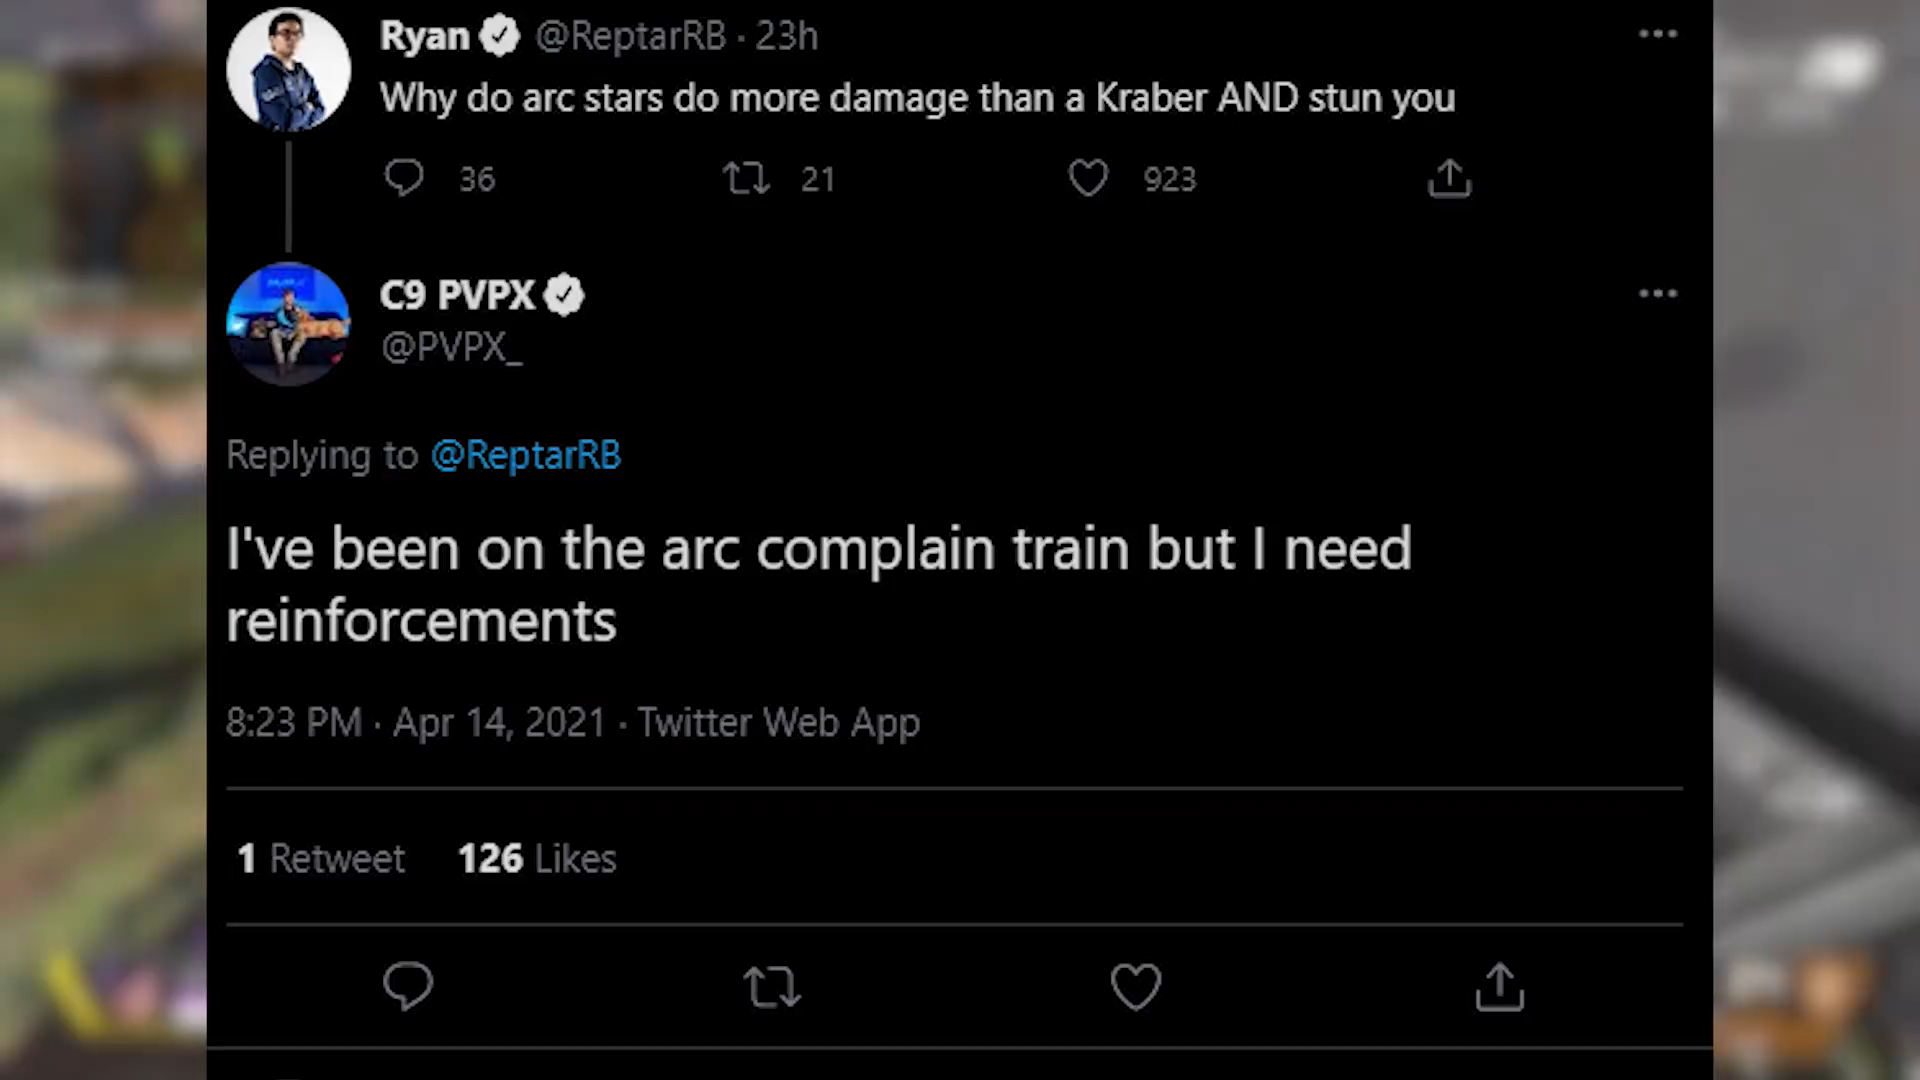 Ryan @ReptarRB · 23h
Why do arc stars do more damage than a Kraber AND stun you
36 21 923
C9 PVPX
@PVPX_
Replying to @ReptarRB
I've been on the arc complain train but I need
reinforcements
8:23 PM · Apr 14, 2021 · Twitter Web App
1 Retweet 126 Likes